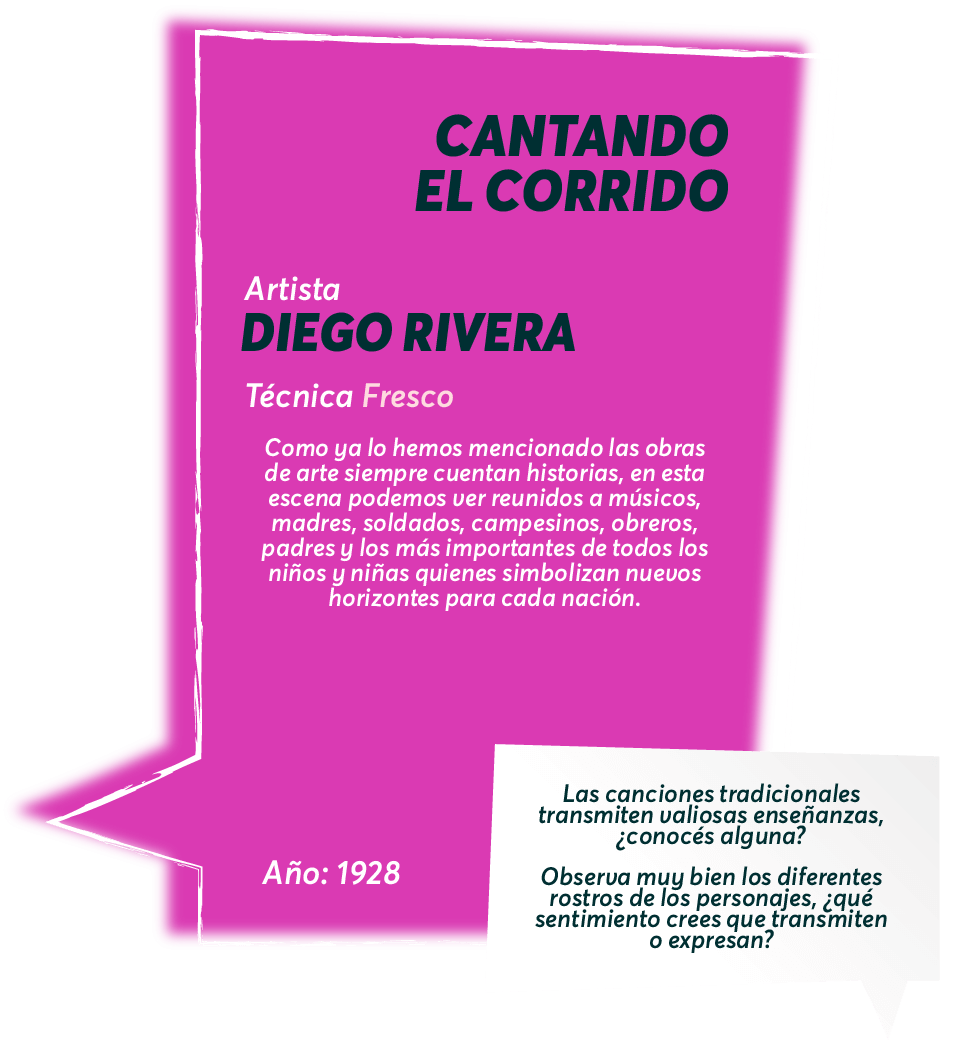 CANTANDO
EL CORRIDO
Artista
DIEGO RIVERA
Técnica Fresco
Como ya lo hemos mencionado las obras
de arte siempre cuentan historias, en esta
escena podemos ver reunidos a músicos,
madres, soldados, campesinos, obreros,
padres y los más importantes de todos los
niños y niñas quienes simbolizan nuevos
horizontes para cada nación.
Año: 1928
Las canciones tradicionales
transmiten valiosas enseñanzas,
¿conocés alguna?
Observa muy bien los diferentes
rostros de los personajes, ¿qué
sentimiento crees que transmiten
o expresan?